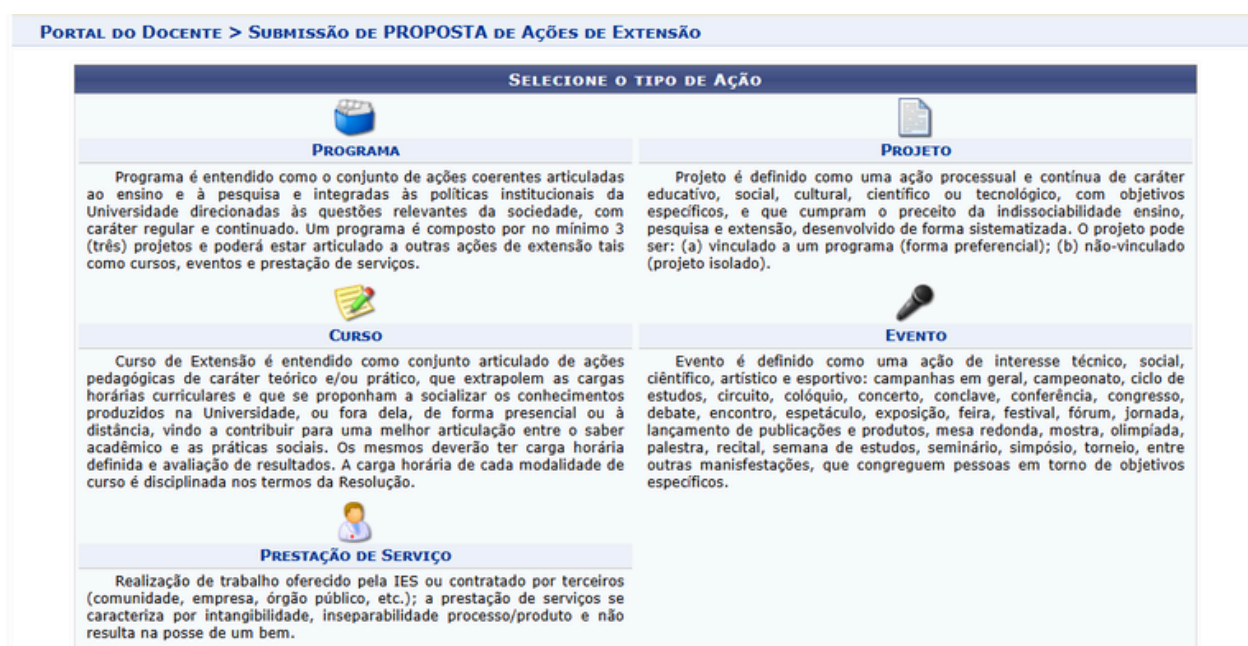 PORTAL DO DOCENTE > SUBMISSÃO DE PROPOSTA DE AÇÕES DE EXTENSÃO
SELECIONE O TIPO DE AÇÃO
PROGRAMA
Programa é entendido como o conjunto de ações coerentes articuladas
ao ensino e à pesquisa e integradas às políticas institucionais da
Universidade direcionadas às questões relevantes da sociedade, com
caráter regular e continuado. Um programa é composto por no mínimo 3
(três) projetos e poderá estar articulado a outras ações de extensão tais
como cursos, eventos e prestação de serviços.
PROJETO
Projeto é definido como uma ação processual e contínua de caráter
educativo, social, cultural, científico ou tecnológico, com objetivos
específicos, e que cumpram o preceito da indissociabilidade ensino,
pesquisa e extensão, desenvolvido de forma sistematizada. O projeto pode
ser: (a) vinculado a um programa (forma preferencial); (b) não-vinculado
(projeto isolado).
CURSO
Curso de Extensão é entendido como conjunto articulado de ações
pedagógicas de caráter teórico e/ou prático, que extrapolem as cargas
horárias curriculares e que se proponham a socializar os conhecimentos
produzidos na Universidade, ou fora dela, de forma presencial ou à
distância, vindo a contribuir para uma melhor articulação entre o saber
acadêmico e as práticas sociais. Os mesmos deverão ter carga horária
definida e avaliação de resultados. A carga horária de cada modalidade de
curso é disciplinada nos termos da Resolução.
EVENTO
Evento é definido como uma ação de interesse técnico, social,
ciêntífico, artístico e esportivo: campanhas em geral, campeonato, ciclo de
estudos, circuito, colóquio, concerto, conclave, conferência, congresso,
debate, encontro, espetáculo, exposição, feira, festival, fórum, jornada,
lançamento de publicações e produtos, mesa redonda, mostra, olimpíada,
palestra, recital, semana de estudos, seminário, simpósio, torneio, entre
outras manisfestações, que congreguem pessoas em torno de objetivos
específicos.
PRESTAÇÃO DE SERVIÇO
Realização de trabalho oferecido pela IES ou contratado por terceiros
(comunidade, empresa, órgão público, etc.); a prestação de serviços se
caracteriza por intangibilidade, inseparabilidade processo/produto e não
resulta na posse de um bem.